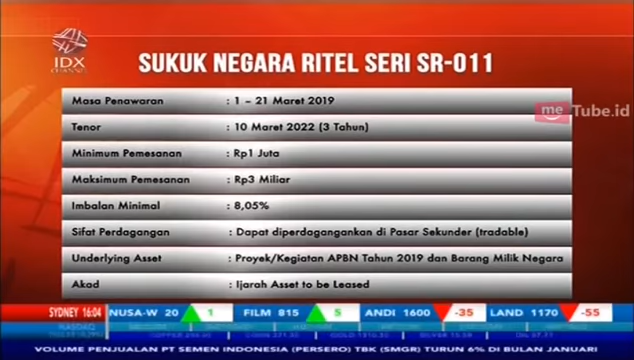 IDX
CHANNEL
SUKUK NEGARA RITEL SERI SR-011
Masa Penawaran : 1 – 21 Maret 2019
me Tube.id
Tenor : 10 Maret 2022 (3 Tahun)
Minimum Pemesanan : Rp1 Juta
Maksimum Pemesanan : Rp3 Miliar
Imbalan Minimal : 8,05%
Sifat Perdagangan : Dapat diperdagangankan di Pasar Sekunder (tradable)
Underlying Asset : Proyek/Kegiatan APBN Tahun 2019 dan Barang Milik Negara
Akad : Ijarah Asset to be Leased
SYDNEY 16:04 NUSA-W 20 1 FILM 815 5 ANDI 1600 -35 LAND 1170 -55
NASDAQ
VOLUME PENJUALAN PT SEMEN INDONESIA (PERSERO) TBK (SMGR) TURUN 6% DI BULAN JANUARI